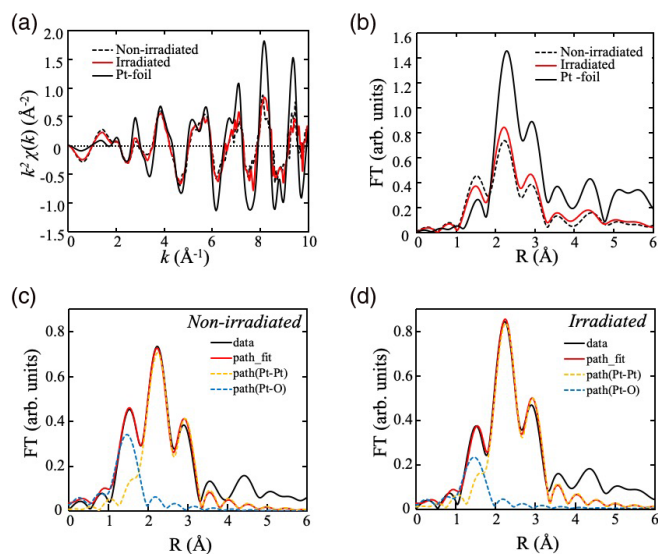 (a)
Non-irradiated
Irradiated
Pt-foil
2.0
1.5
1.0
0.5
0
-0.5
-1.0
-1.5
k² χ(k) (Å⁻²)
0 2 4 6 8 10
k (Å⁻¹)
(b)
Non-irradiated
Irradiated
Pt -foil
1.6
1.4
1.2
1.0
0.8
0.6
0.4
0.2
0
FT (arb. units)
0 1 2 3 4 5 6
R (Å)
(c)
Non-irradiated
data
path_fit
path(Pt-Pt)
path(Pt-O)
0.8
0.6
0.4
0.2
0
FT (arb. units)
0 1 2 3 4 5 6
R (Å)
(d)
Irradiated
data
path_fit
path(Pt-Pt)
path(Pt-O)
0.8
0.6
0.4
0.2
0
FT (arb. units)
0 1 2 3 4 5 6
R (Å)